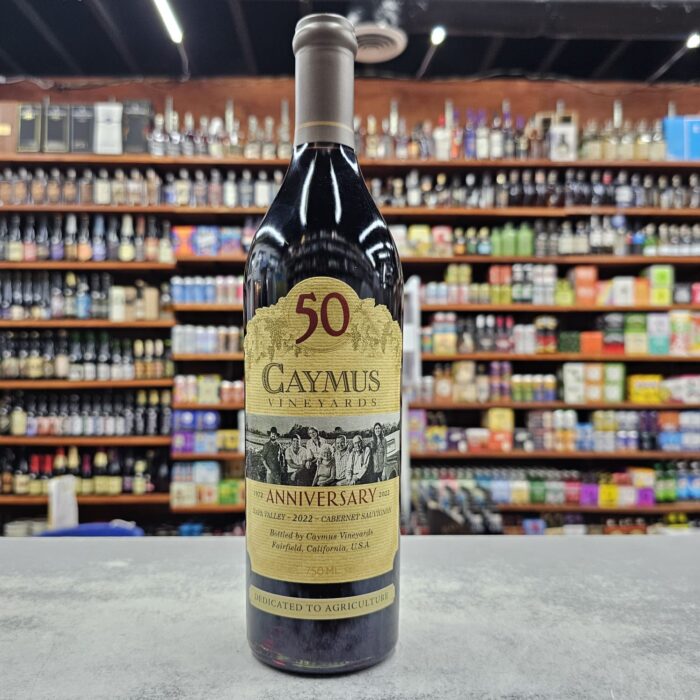 50
CAYMUS
VINEYARDS
1972 ANNIVERSARY 2022
NAPA VALLEY – 2022 – CABERNET SAUVIGNON
Bottled by Caymus Vineyards
Fairfield, California, U.S.A.
750 ML
DEDICATED TO AGRICULTURE